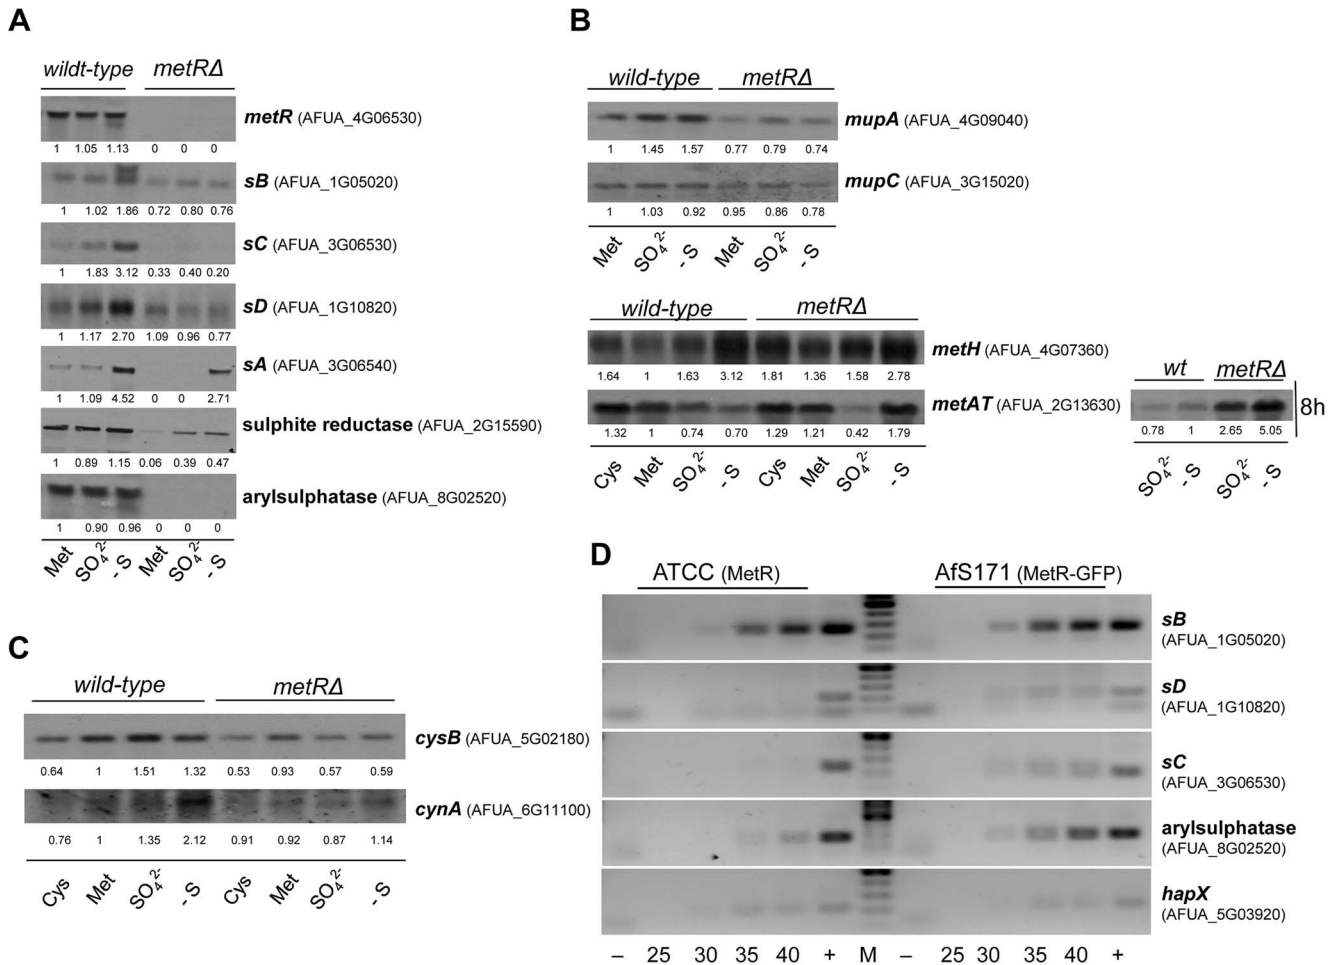 A
wildt-type metRΔ
metR (AFUA_4G06530)
1 1.05 1.13 0 0 0
sB (AFUA_1G05020)
1 1.02 1.86 0.72 0.80 0.76
sC (AFUA_3G06530)
1 1.83 3.12 0.33 0.40 0.20
sD (AFUA_1G10820)
1 1.17 2.70 1.09 0.96 0.77
sA (AFUA_3G06540)
1 1.09 4.52 0 0 2.71
sulphite reductase (AFUA_2G15590)
1 0.89 1.15 0.06 0.39 0.47
arylsulphatase (AFUA_8G02520)
1 0.90 0.96 0 0 0
Met SO₄²⁻ - S Met SO₄²⁻ - S
B
wild-type metRΔ
mupA (AFUA_4G09040)
1 1.45 1.57 0.77 0.79 0.74
mupC (AFUA_3G15020)
1 1.03 0.92 0.95 0.86 0.78
Met SO₄²⁻ - S Met SO₄²⁻ - S
wild-type metRΔ
metH (AFUA_4G07360)
1.64 1 1.63 3.12 1.81 1.36 1.58 2.78
metAT (AFUA_2G13630)
1.32 1 0.74 0.70 1.29 1.21 0.42 1.79
Cys Met SO₄²⁻ - S Cys Met SO₄²⁻ - S
wt metRΔ
8h
0.78 1 2.65 5.05
SO₄²⁻ - S SO₄²⁻ - S
C
wild-type metRΔ
cysB (AFUA_5G02180)
0.64 1 1.51 1.32 0.53 0.93 0.57 0.59
cynA (AFUA_6G11100)
0.76 1 1.35 2.12 0.91 0.92 0.87 1.14
Cys Met SO₄²⁻ - S Cys Met SO₄²⁻ - S
D
ATCC (MetR) AfS171 (MetR-GFP)
sB
(AFUA_1G05020)
sD
(AFUA_1G10820)
sC
(AFUA_3G06530)
arylsulphatase
(AFUA_8G02520)
hapX
(AFUA_5G03920)
– 25 30 35 40 + M – 25 30 35 40 +